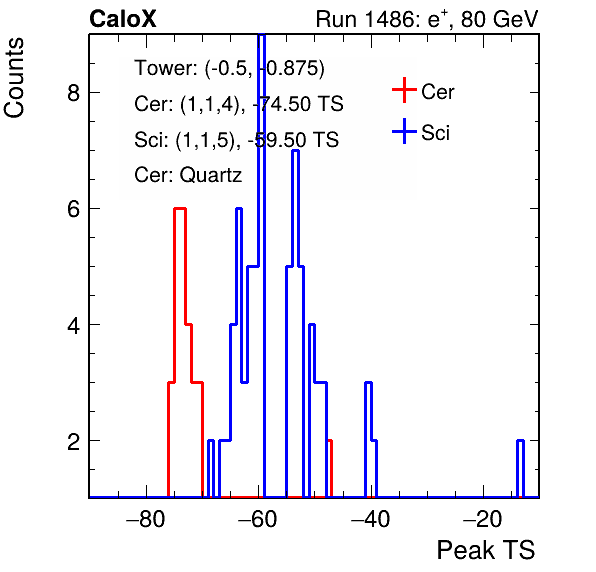 CaloX Run 1486: e⁺, 80 GeV
Counts
Tower: (-0.5, -0.875)
Cer: (1,1,4), -74.50 TS
Sci: (1,1,5), -59.50 TS
Cer: Quartz
Cer
Sci
8
6
4
2
−80 −60 −40 −20
Peak TS